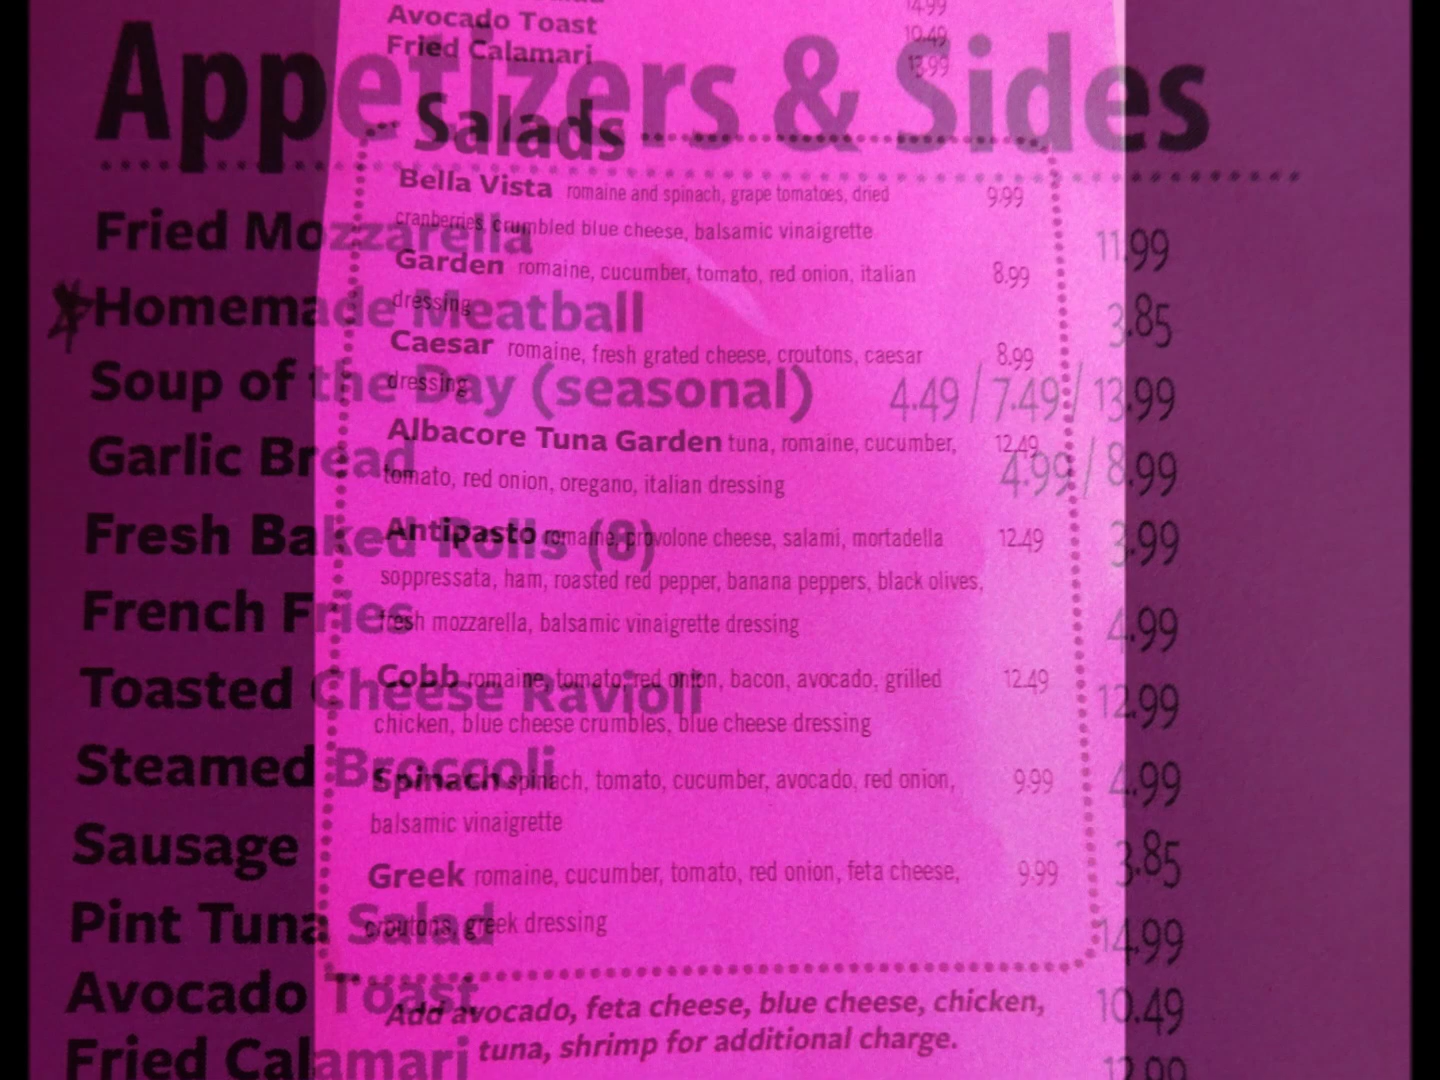 Avocado Toast
10.49
Fried Calamari
Appetizers & Sides
Fried Mozzarella 11.99
Homemade Meatball 3.85
Soup of the Day (seasonal) 4.49 / 7.49 / 13.99
Garlic Bread 4.99 / 8.99
Fresh Baked Rolls (8) 3.99
French Fries 4.99
Toasted Cheese Ravioli 12.99
Steamed Broccoli 4.99
Sausage 3.85
Pint Tuna Salad 14.99
Avocado Toast 10.49
Fried Calamari
Salads
Bella Vista romaine and spinach, grape tomatoes, dried 9.99
cranberries, crumbled blue cheese, balsamic vinaigrette
Garden romaine, cucumber, tomato, red onion, italian 8.99
dressing
Caesar romaine, fresh grated cheese, croutons, caesar 8.99
dressing
Albacore Tuna Garden tuna, romaine, cucumber, 12.49
tomato, red onion, oregano, italian dressing
Antipasto romaine, provolone cheese, salami, mortadella 12.49
soppressata, ham, roasted red pepper, banana peppers, black olives,
fresh mozzarella, balsamic vinaigrette dressing
Cobb romaine, tomato, red onion, bacon, avocado, grilled 12.49
chicken, blue cheese crumbles, blue cheese dressing
Spinach spinach, tomato, cucumber, avocado, red onion, 9.99
balsamic vinaigrette
Greek romaine, cucumber, tomato, red onion, feta cheese, 9.99
croutons, greek dressing
Add avocado, feta cheese, blue cheese, chicken,
tuna, shrimp for additional charge.